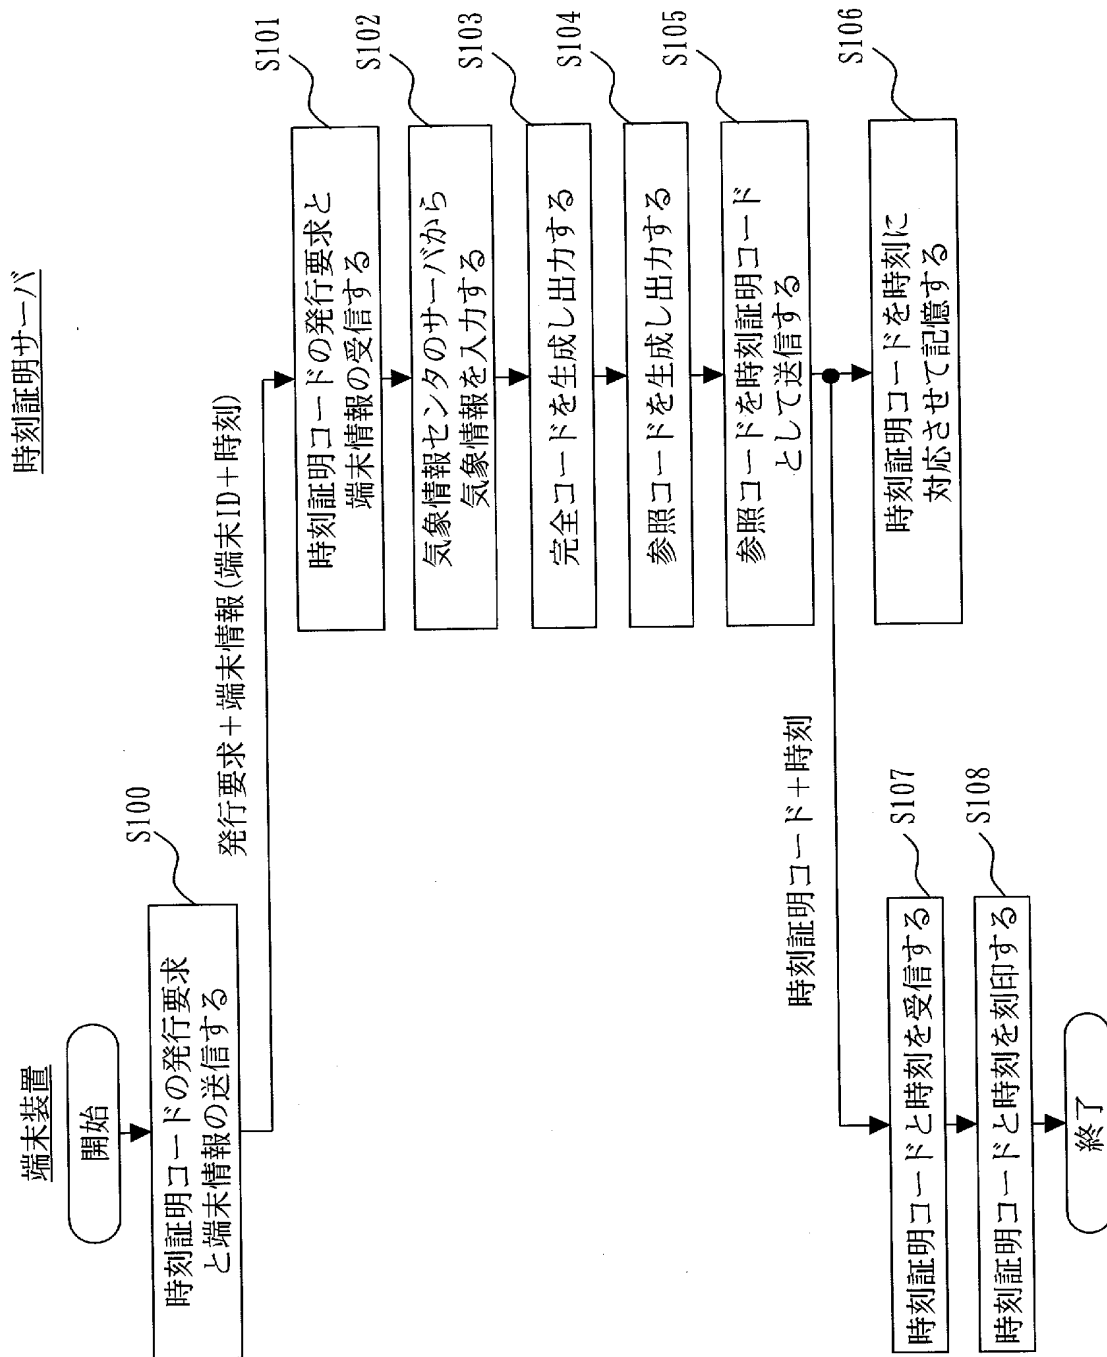 端末装置
時刻証明サーバ
開始
S100
時刻証明コードの発行要求
と端末情報の送信する
発行要求＋端末情報(端末ID＋時刻)
S101
時刻証明コードの発行要求と
端末情報の受信する
S102
気象情報センタのサーバから
気象情報を入力する
S103
完全コードを生成し出力する
S104
参照コードを生成し出力する
S105
参照コードを時刻証明コード
として送信する
時刻証明コード＋時刻
S106
時刻証明コードを時刻に
対応させて記憶する
S107
時刻証明コードと時刻を受信する
S108
時刻証明コードと時刻を刻印する
終了